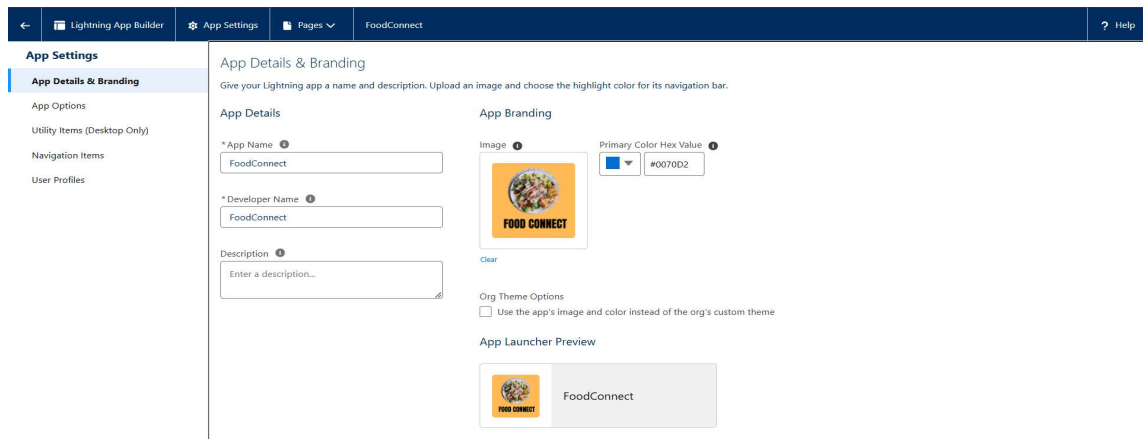 Lightning App Builder
App Settings
Pages
FoodConnect
? Help
App Settings
App Details & Branding
App Options
Utility Items (Desktop Only)
Navigation Items
User Profiles
App Details & Branding
Give your Lightning app a name and description. Upload an image and choose the highlight color for its navigation bar.
App Details
* App Name
FoodConnect
* Developer Name
FoodConnect
Description
Enter a description...
App Branding
Image
FOOD CONNECT
Clear
Primary Color Hex Value
#0070D2
Org Theme Options
Use the app's image and color instead of the org's custom theme
App Launcher Preview
FOOD CONNECT
FoodConnect